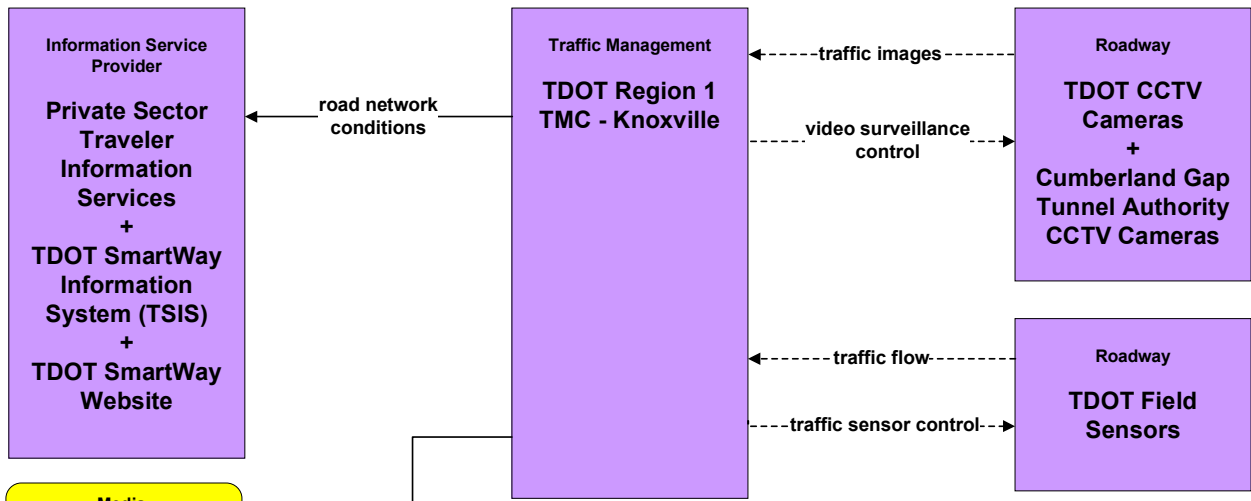 Information Service
Provider
Private Sector
Traveler
Information
Services
+
TDOT SmartWay
Information
System (TSIS)
+
TDOT SmartWay
Website
road network
conditions
Traffic Management
TDOT Region 1
TMC - Knoxville
traffic images
video surveillance
control
Roadway
TDOT CCTV
Cameras
+
Cumberland Gap
Tunnel Authority
CCTV Cameras
traffic flow
traffic sensor control
Roadway
TDOT Field
Sensors
Media